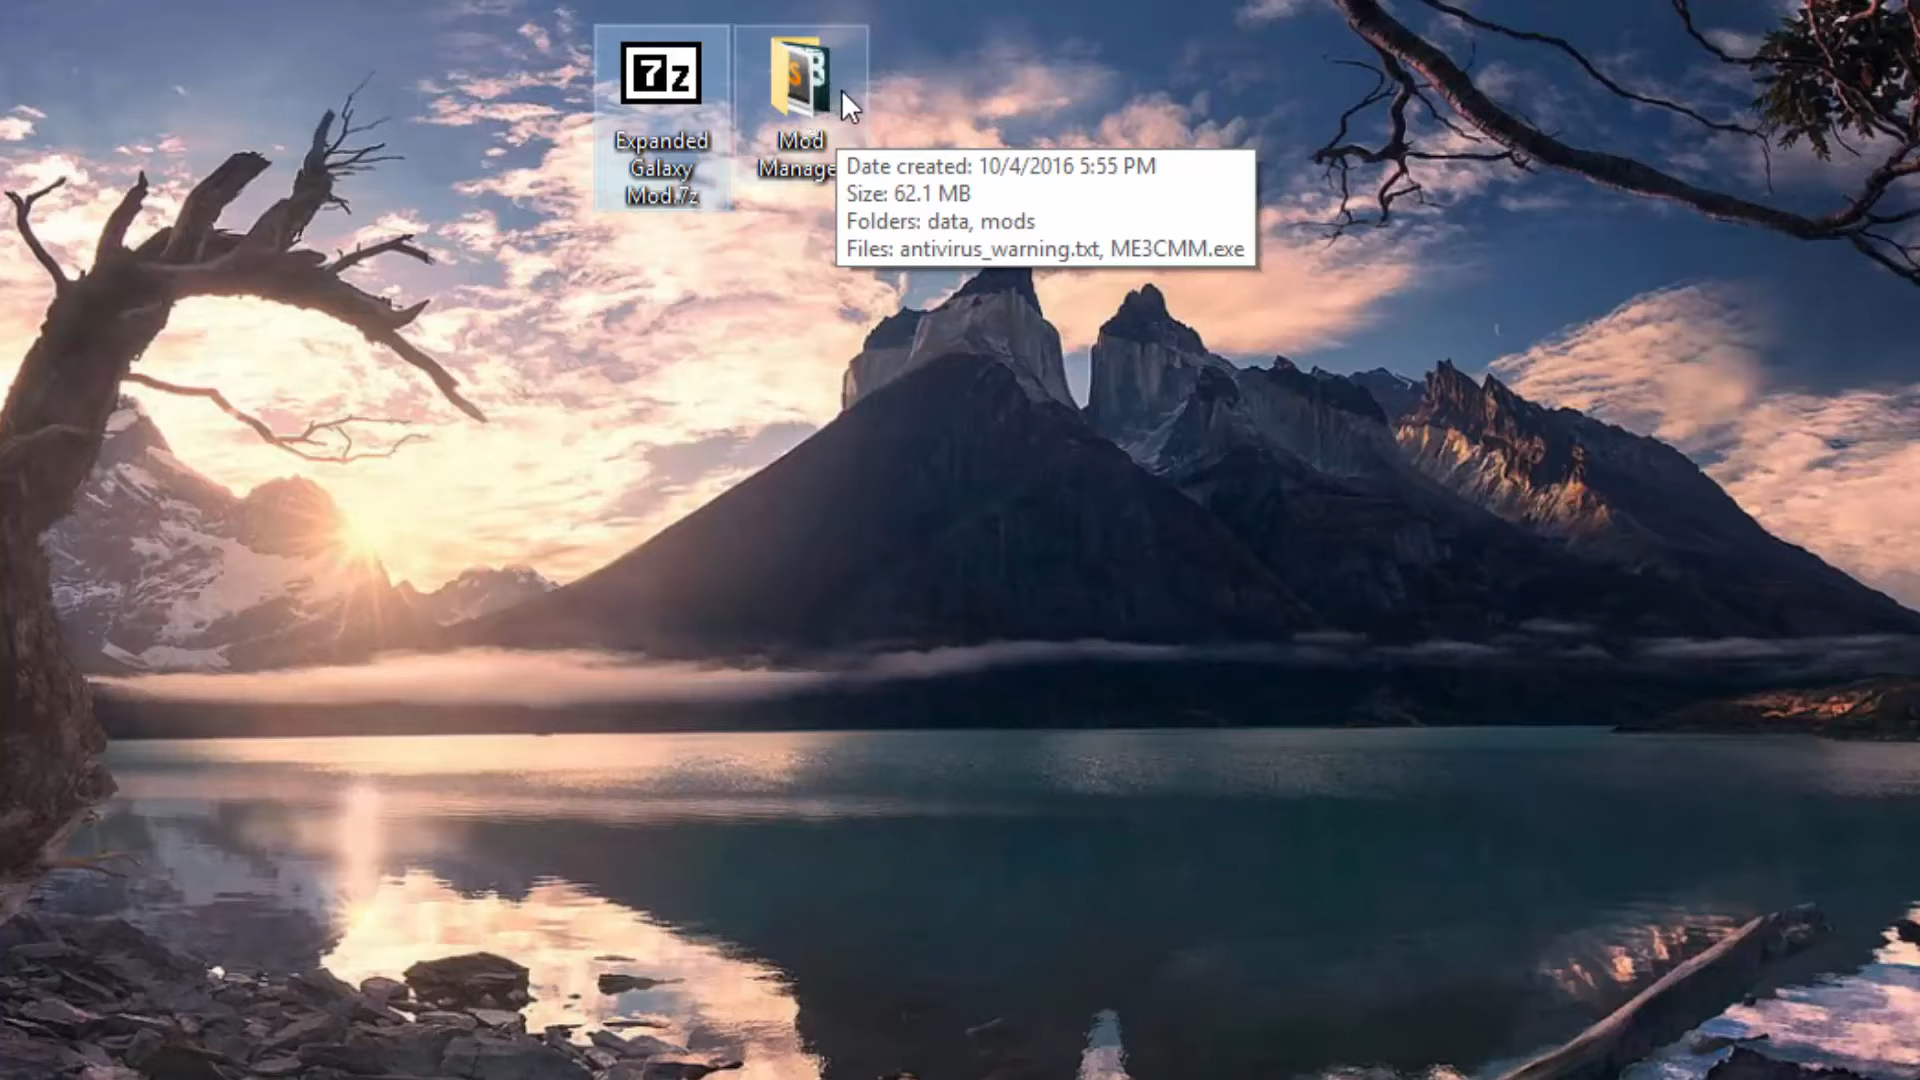 7z
Expanded
Galaxy
Mod.7z
S3
Mod
Manage
Date created: 10/4/2016 5:55 PM
Size: 62.1 MB
Folders: data, mods
Files: antivirus_warning.txt, ME3CMM.exe